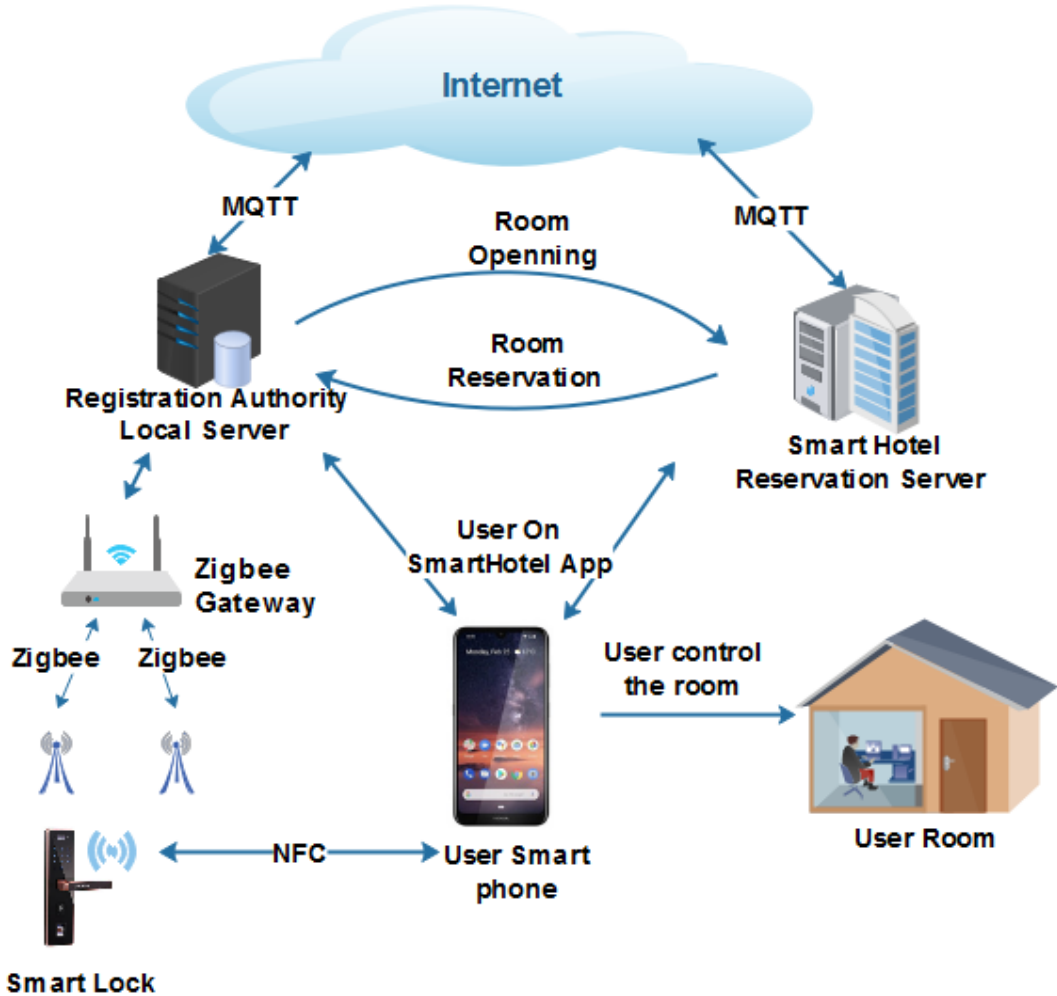 Internet
MQTT
MQTT
Room
Openning
Room
Reservation
Registration Authority
Local Server
Smart Hotel
Reservation Server
User On
SmartHotel App
Zigbee
Gateway
Zigbee
Zigbee
User control
the room
NFC
User Smart
phone
User Room
Smart Lock